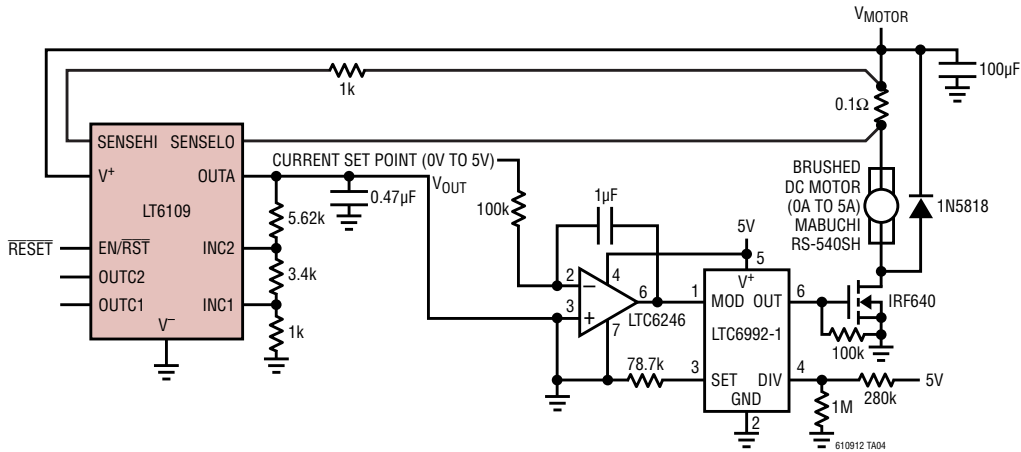 V_MOTOR
100µF
1k
0.1Ω
SENSEHI SENSELO
V+ OUTA
LT6109
EN/RST INC2
OUTC2
OUTC1 INC1
V–
RESET
5.62k
3.4k
1k
0.47µF
CURRENT SET POINT (0V TO 5V)
V_OUT
100k
1µF
2
3
4
6
7
–
+
LTC6246
78.7k
5V
5
V+
1 MOD OUT 6
LTC6992-1
3 SET DIV 4
GND
2
BRUSHED
DC MOTOR
(0A TO 5A)
MABUCHI
RS-540SH
1N5818
IRF640
100k
280k
5V
1M
610912 TA04